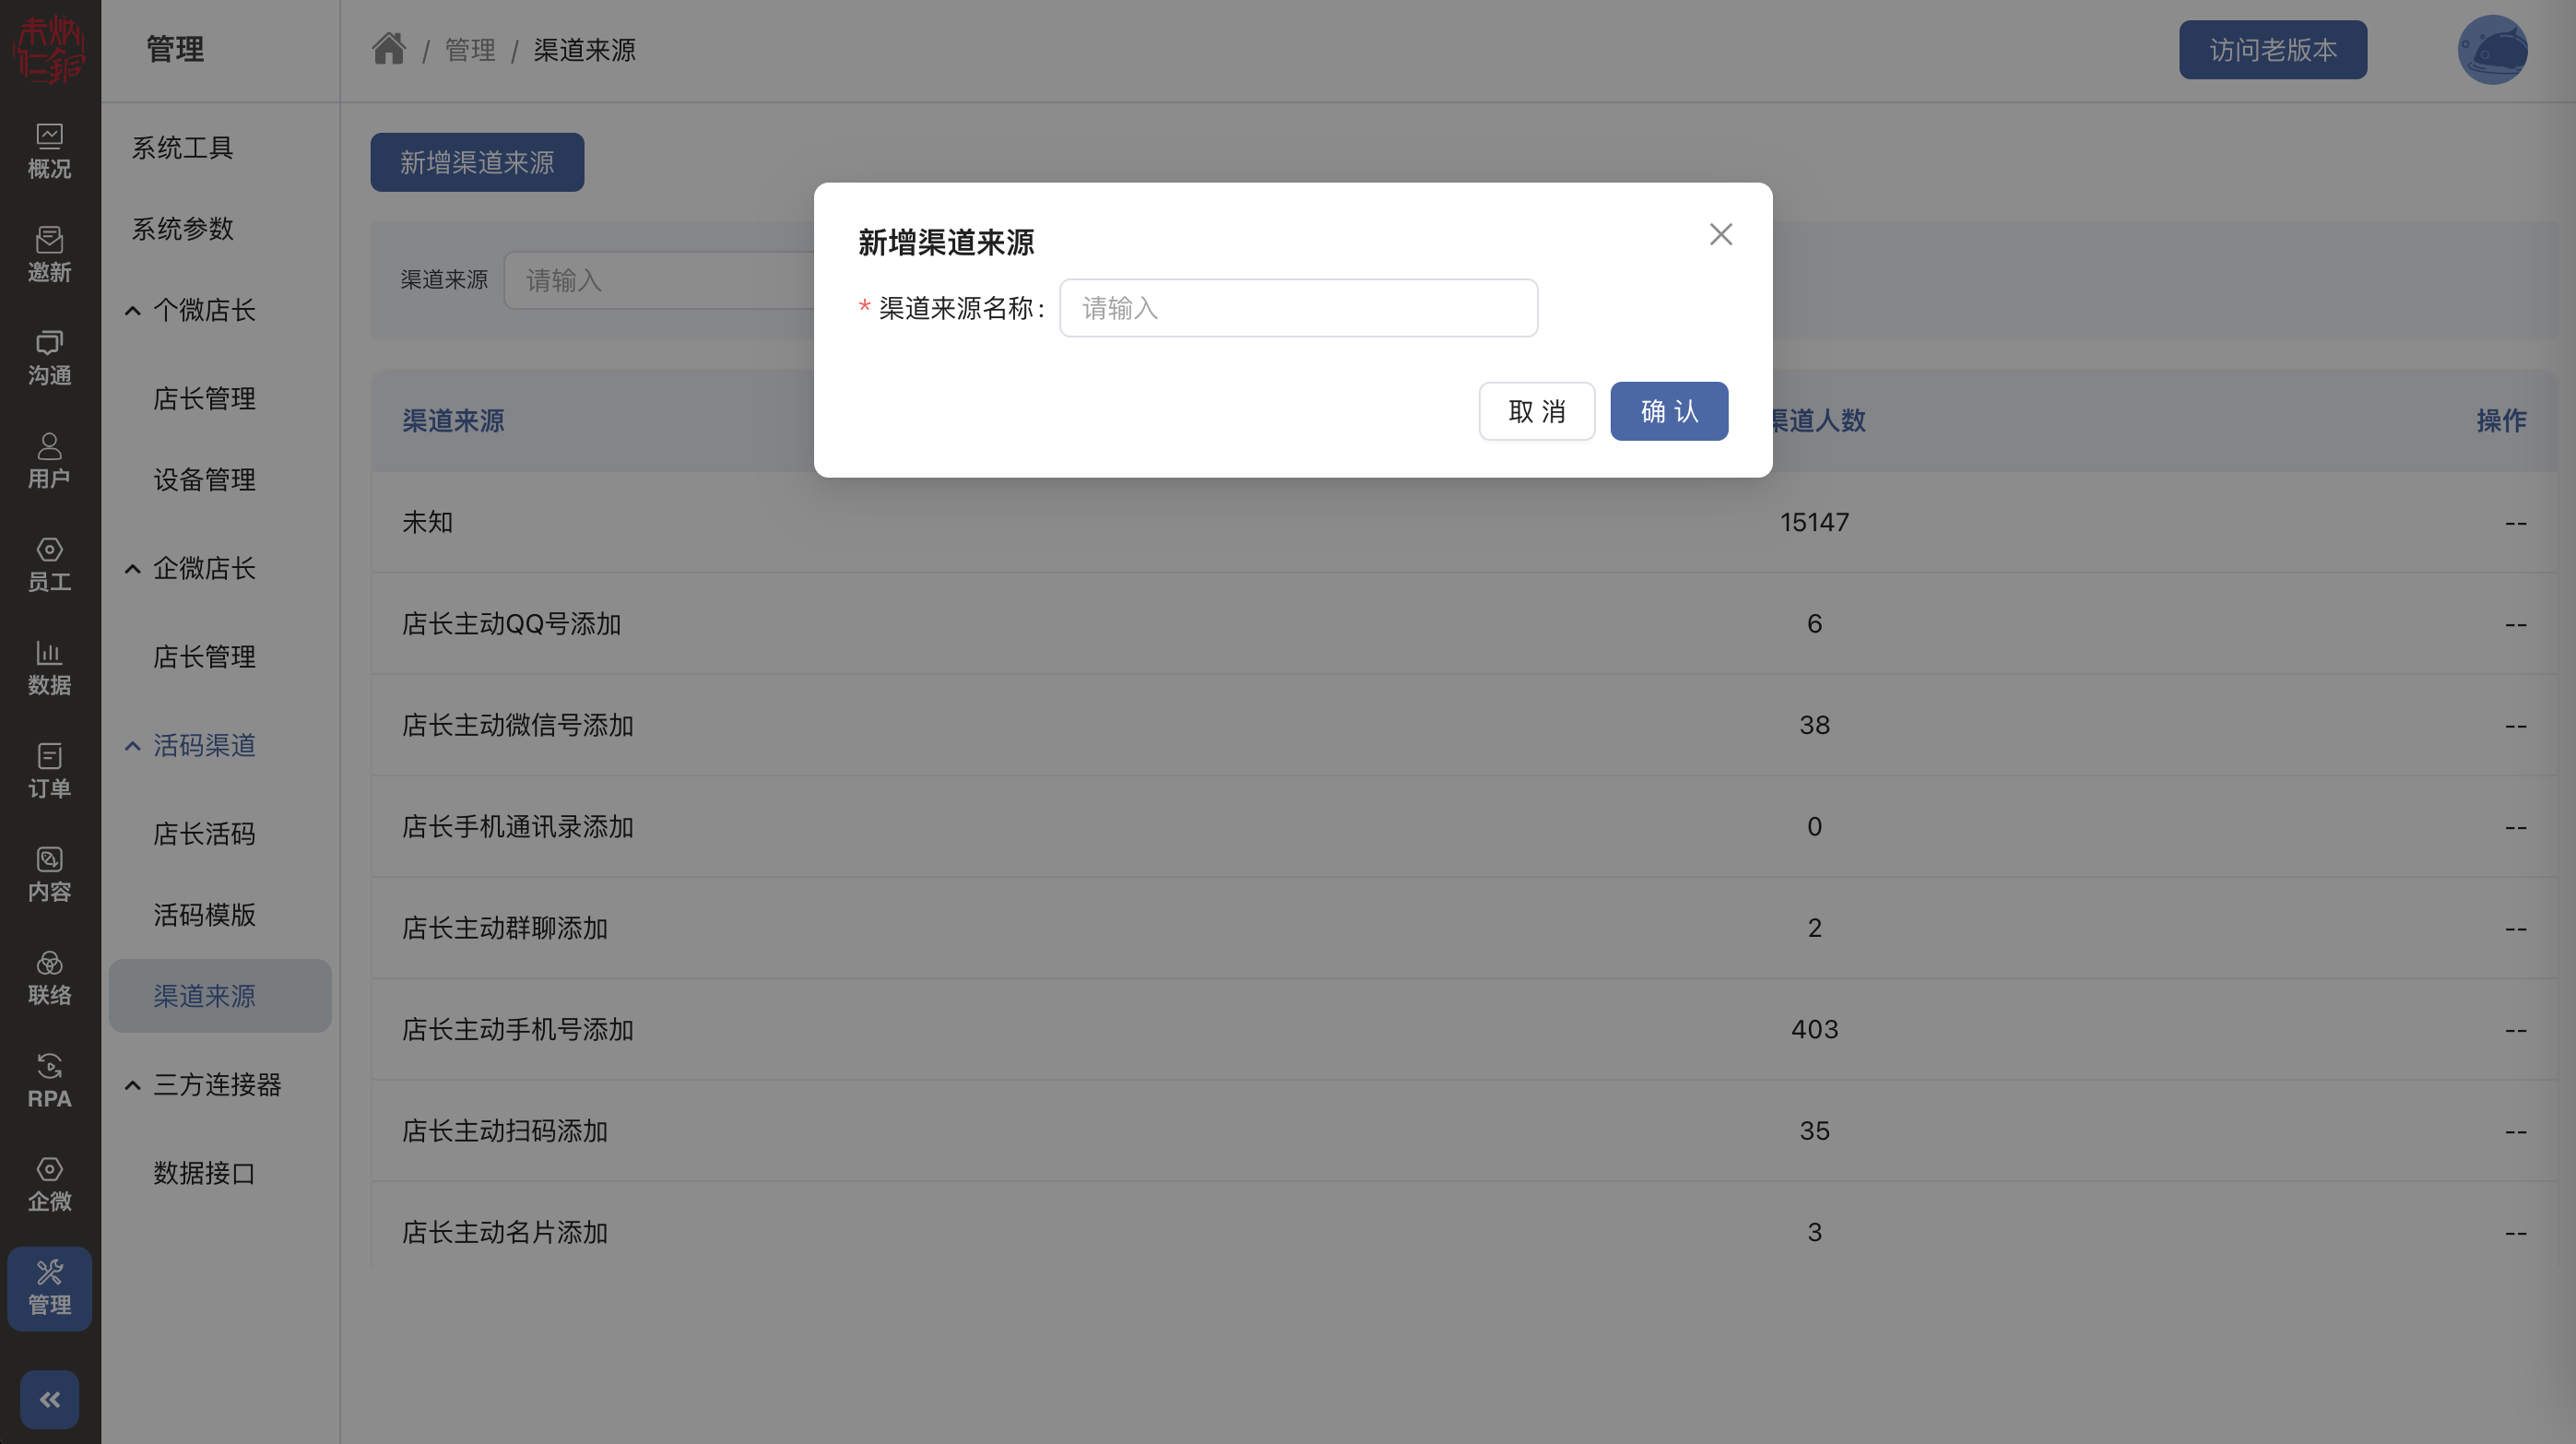 管理
/ 管理 / 渠道来源
访问老版本
概况
邀新
沟通
用户
员工
数据
订单
内容
联络
RPA
企微
管理
系统工具
系统参数
个微店长
店长管理
设备管理
企微店长
店长管理
活码渠道
店长活码
活码模版
渠道来源
三方连接器
数据接口
新增渠道来源
渠道来源 请输入
新增渠道来源
* 渠道来源名称: 请输入
取 消 确 认
渠道来源 渠道人数 操作
未知 15147 --
店长主动QQ号添加 6 --
店长主动微信号添加 38 --
店长手机通讯录添加 0 --
店长主动群聊添加 2 --
店长主动手机号添加 403 --
店长主动扫码添加 35 --
店长主动名片添加 3 --